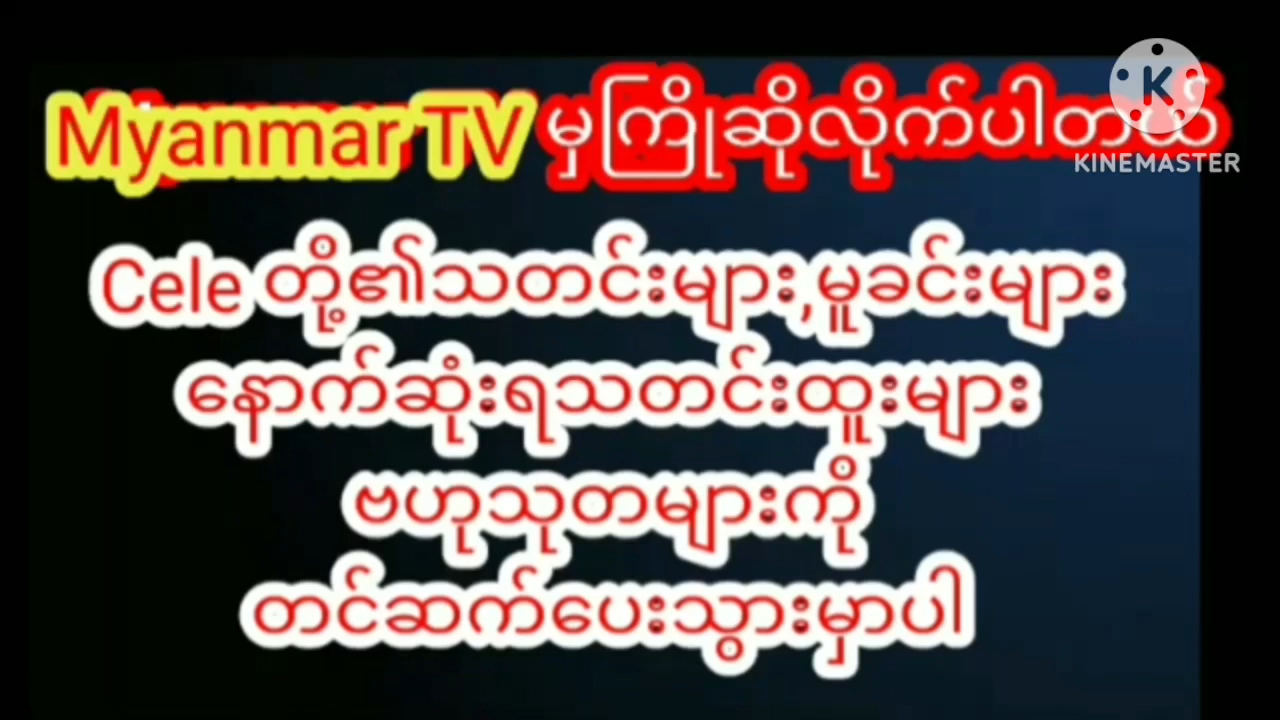 Myanmar TV မှကြိုဆိုလိုက်ပါတယ်
K
KINEMASTER
Cele တို့၏သတင်းများ,မူခင်းများ
နောက်ဆုံးရသတင်းထူးများ
ဗဟုသုတများကို
တင်ဆက်ပေးသွားမှာပါ